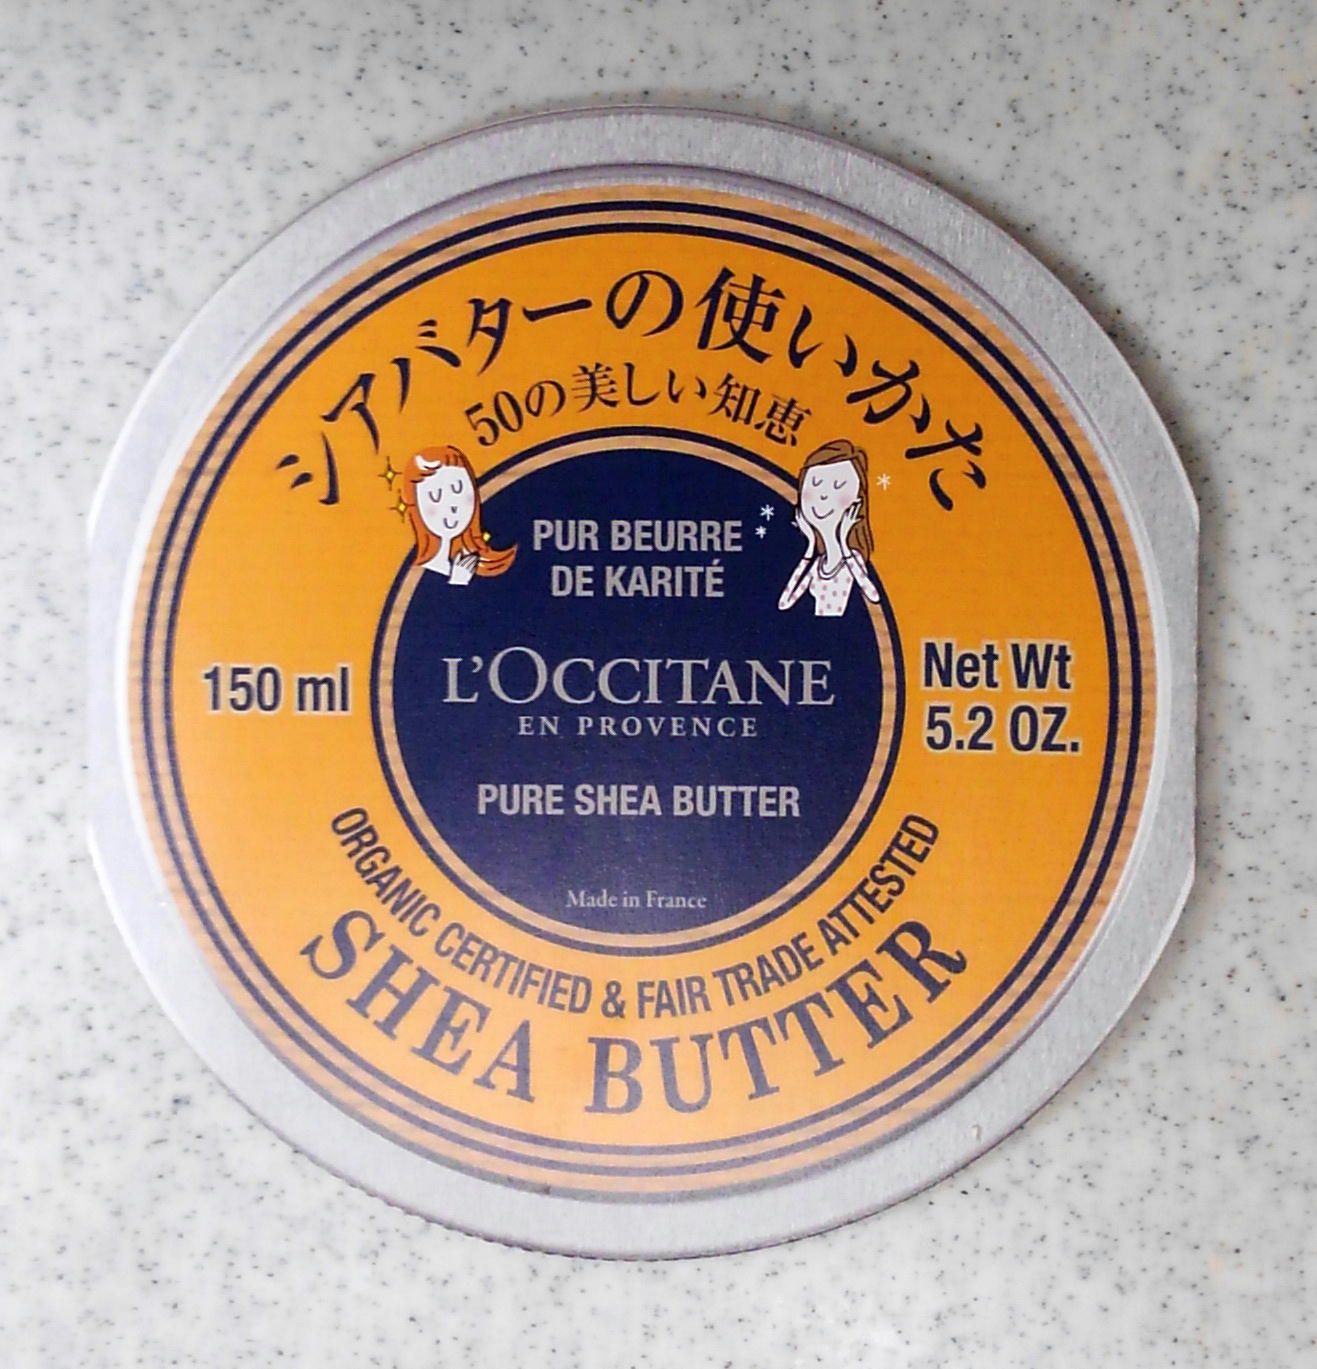 シアバターの使いかた
50の美しい知恵
PUR BEURRE
DE KARITÉ
L'OCCITANE
EN PROVENCE
150 ml
Net Wt
5.2 OZ.
PURE SHEA BUTTER
Made in France
ORGANIC CERTIFIED & FAIR TRADE ATTESTED
SHEA BUTTER